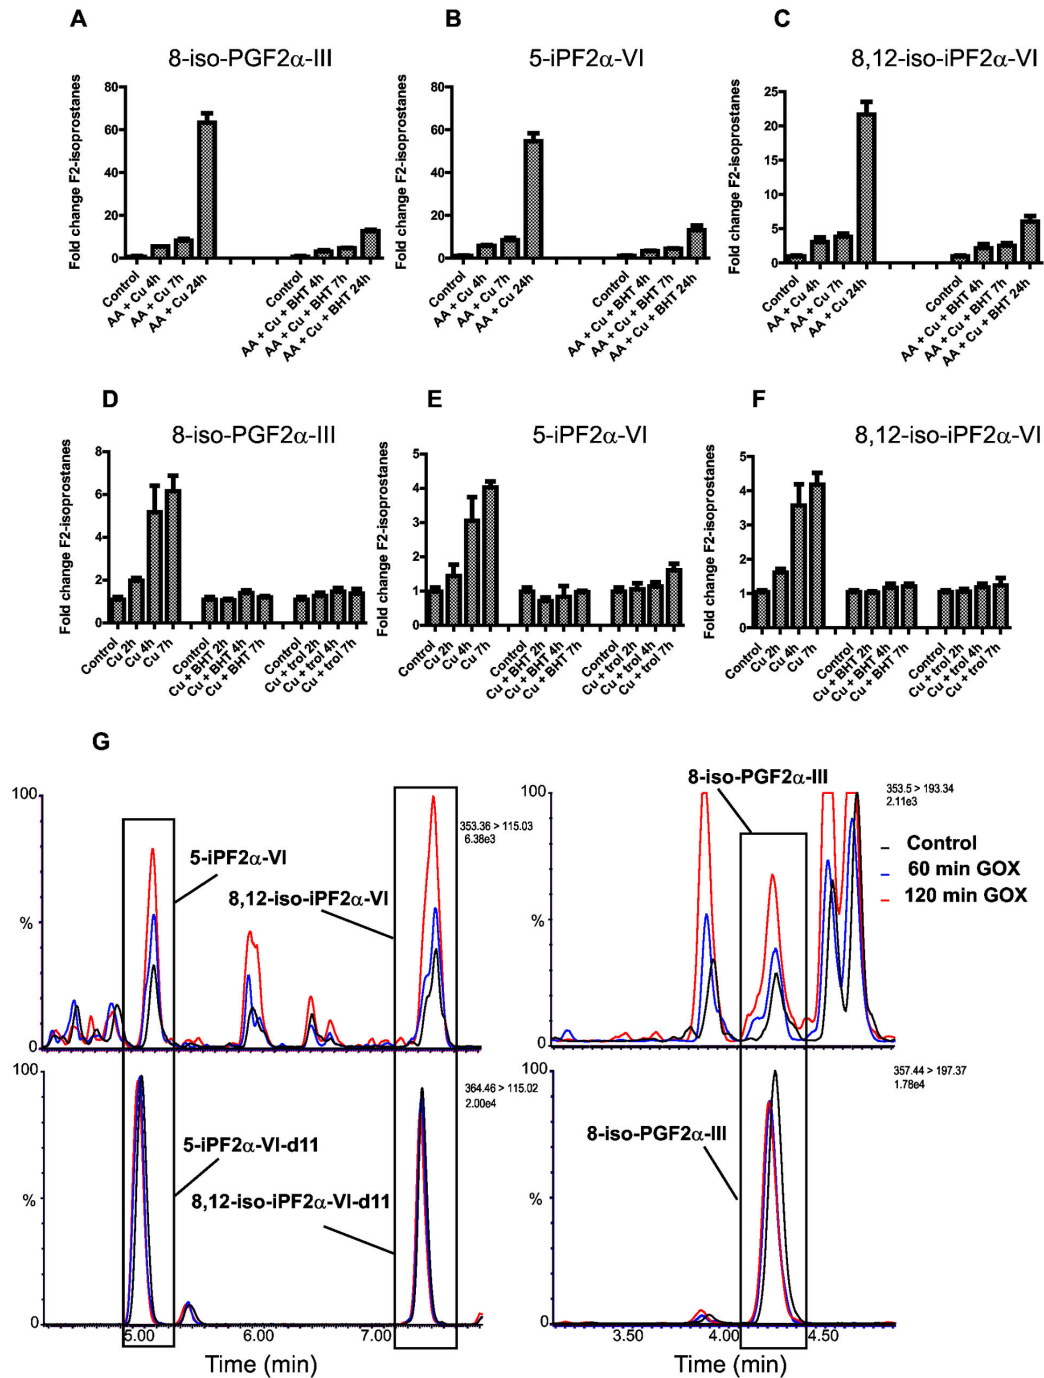 A
8-iso-PGF2α-III
Fold change F2-isoprostanes
80
60
40
20
0
Control
AA + Cu 4h
AA + Cu 7h
AA + Cu 24h
Control
AA + Cu + BHT 4h
AA + Cu + BHT 7h
AA + Cu + BHT 24h
B
5-iPF2α-VI
Fold change F2-isoprostanes
80
60
40
20
0
Control
AA + Cu 4h
AA + Cu 7h
AA + Cu 24h
Control
AA + Cu + BHT 4h
AA + Cu + BHT 7h
AA + Cu + BHT 24h
C
8,12-iso-iPF2α-VI
Fold change F2-isoprostanes
25
20
15
10
5
0
Control
AA + Cu 4h
AA + Cu 7h
AA + Cu 24h
Control
AA + Cu + BHT 4h
AA + Cu + BHT 7h
AA + Cu + BHT 24h
D
8-iso-PGF2α-III
Fold change F2-isoprostanes
8
6
4
2
0
Control
Cu 2h
Cu 4h
Cu 7h
Control
Cu + BHT 2h
Cu + BHT 4h
Cu + BHT 7h
Control
Cu + trol 2h
Cu + trol 4h
Cu + trol 7h
E
5-iPF2α-VI
Fold change F2-isoprostanes
5
4
3
2
1
0
Control
Cu 2h
Cu 4h
Cu 7h
Control
Cu + BHT 2h
Cu + BHT 4h
Cu + BHT 7h
Control
Cu + trol 2h
Cu + trol 4h
Cu + trol 7h
F
8,12-iso-iPF2α-VI
Fold change F2-isoprostanes
5
4
3
2
1
0
Control
Cu 2h
Cu 4h
Cu 7h
Control
Cu + BHT 2h
Cu + BHT 4h
Cu + BHT 7h
Control
Cu + trol 2h
Cu + trol 4h
Cu + trol 7h
G
100
%
0
5-iPF2α-VI
8,12-iso-iPF2α-VI
353.36 > 115.03
6.38e3
8-iso-PGF2α-III
100
%
0
353.5 > 193.34
2.11e3
Control
60 min GOX
120 min GOX
100
%
0
5-iPF2α-VI-d11
8,12-iso-iPF2α-VI-d11
364.46 > 115.02
2.00e4
5.00
6.00
7.00
Time (min)
100
%
0
8-iso-PGF2α-III
357.44 > 197.37
1.78e4
3.50
4.00
4.50
Time (min)